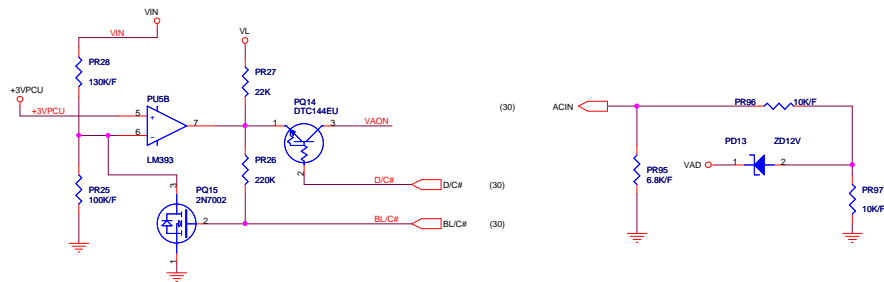 VIN
VIN
VL
PR28
130K/F
+3VPCU
+3VPCU
PU5B
5
+
7
6
-
LM393
PR27
22K
PQ14
DTC144EU
1
3
VAON
2
PR26
220K
D/C#
D/C#
(30)
PR25
100K/F
3
PQ15
2N7002
2
1
BL/C#
BL/C#
(30)
(30)
ACIN
PR96
10K/F
PR95
6.8K/F
PD13
ZD12V
VAD
1
2
PR97
10K/F